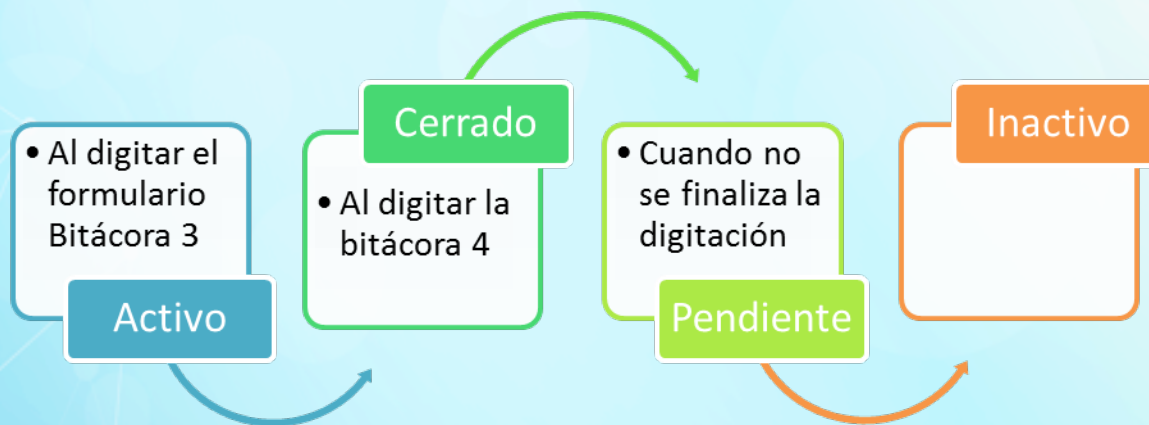 • Al digitar el
formulario
Bitácora 3
Activo
Cerrado
• Al digitar la
bitácora 4
• Cuando no
se finaliza la
digitación
Pendiente
Inactivo